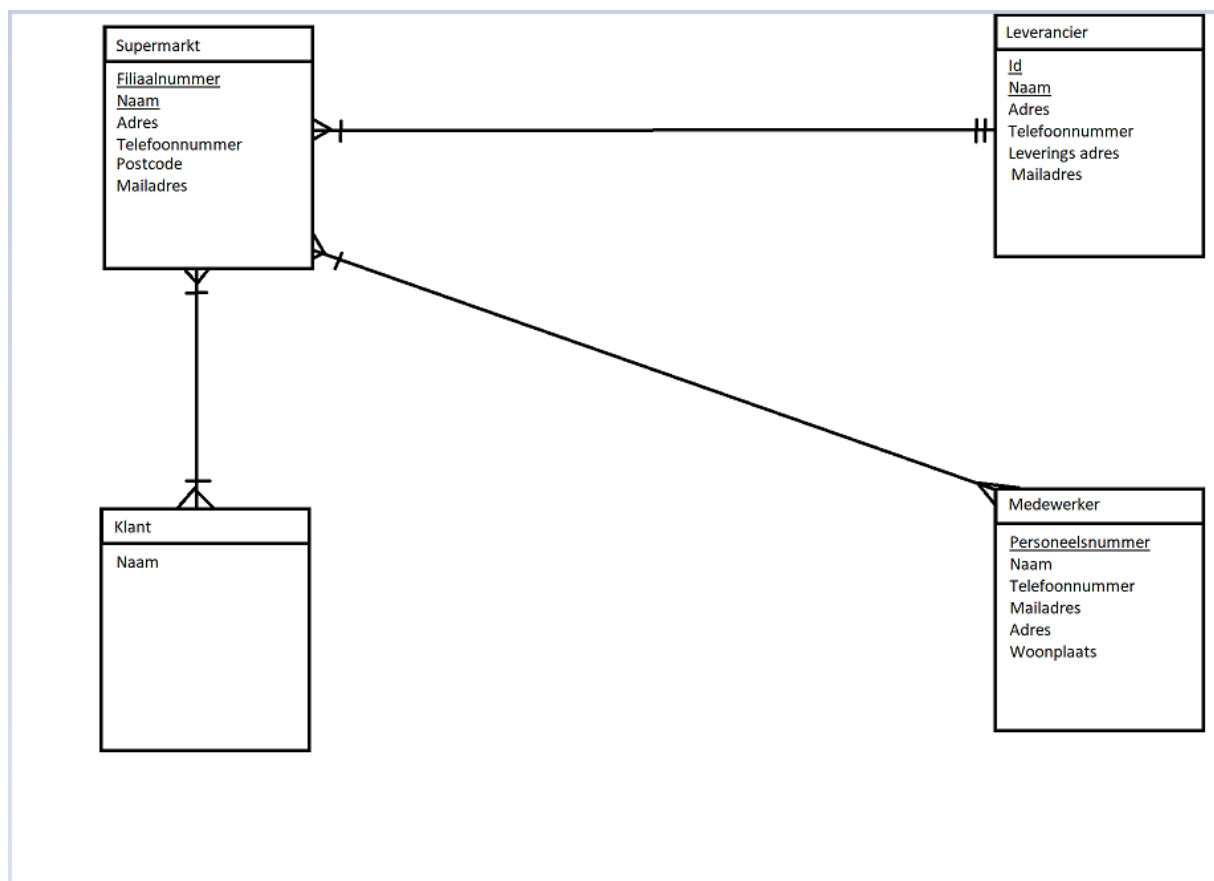 Supermarkt
Filiaalnummer
Naam
Adres
Telefoonnummer
Postcode
Mailadres
Leverancier
Id
Naam
Adres
Telefoonnummer
Leverings adres
Mailadres
Klant
Naam
Medewerker
Personeelsnummer
Naam
Telefoonnummer
Mailadres
Adres
Woonplaats